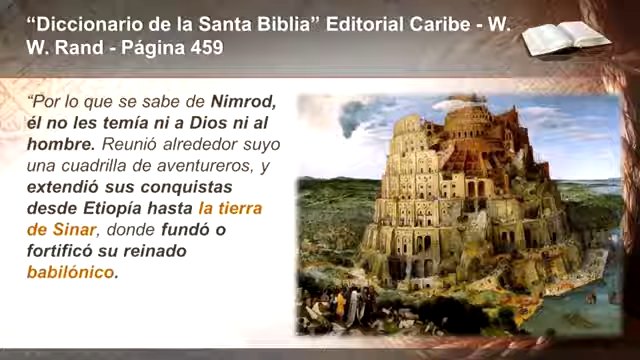 “Diccionario de la Santa Biblia” Editorial Caribe - W.
W. Rand - Página 459
“Por lo que se sabe de Nimrod,
él no les temía ni a Dios ni al
hombre. Reunió alrededor suyo
una cuadrilla de aventureros, y
extendió sus conquistas
desde Etiopía hasta la tierra
de Sinar, donde fundó o
fortificó su reinado
babilónico.